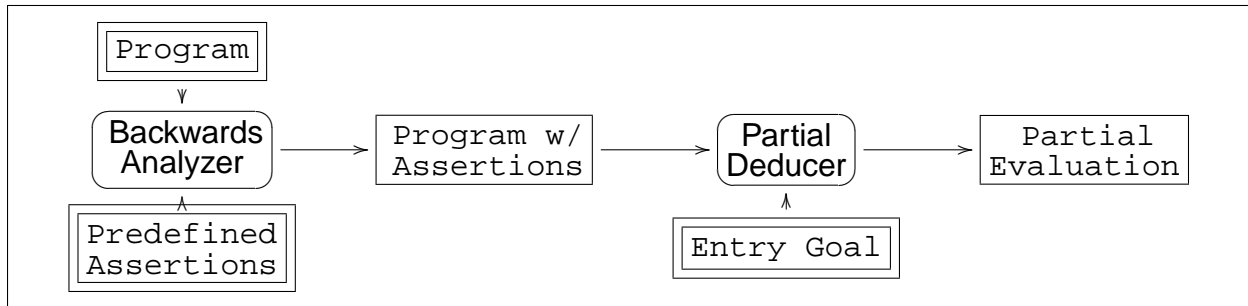 Program
Backwards
Analyzer
Predefined
Assertions
Program w/
Assertions
Partial
Deducer
Entry Goal
Partial
Evaluation